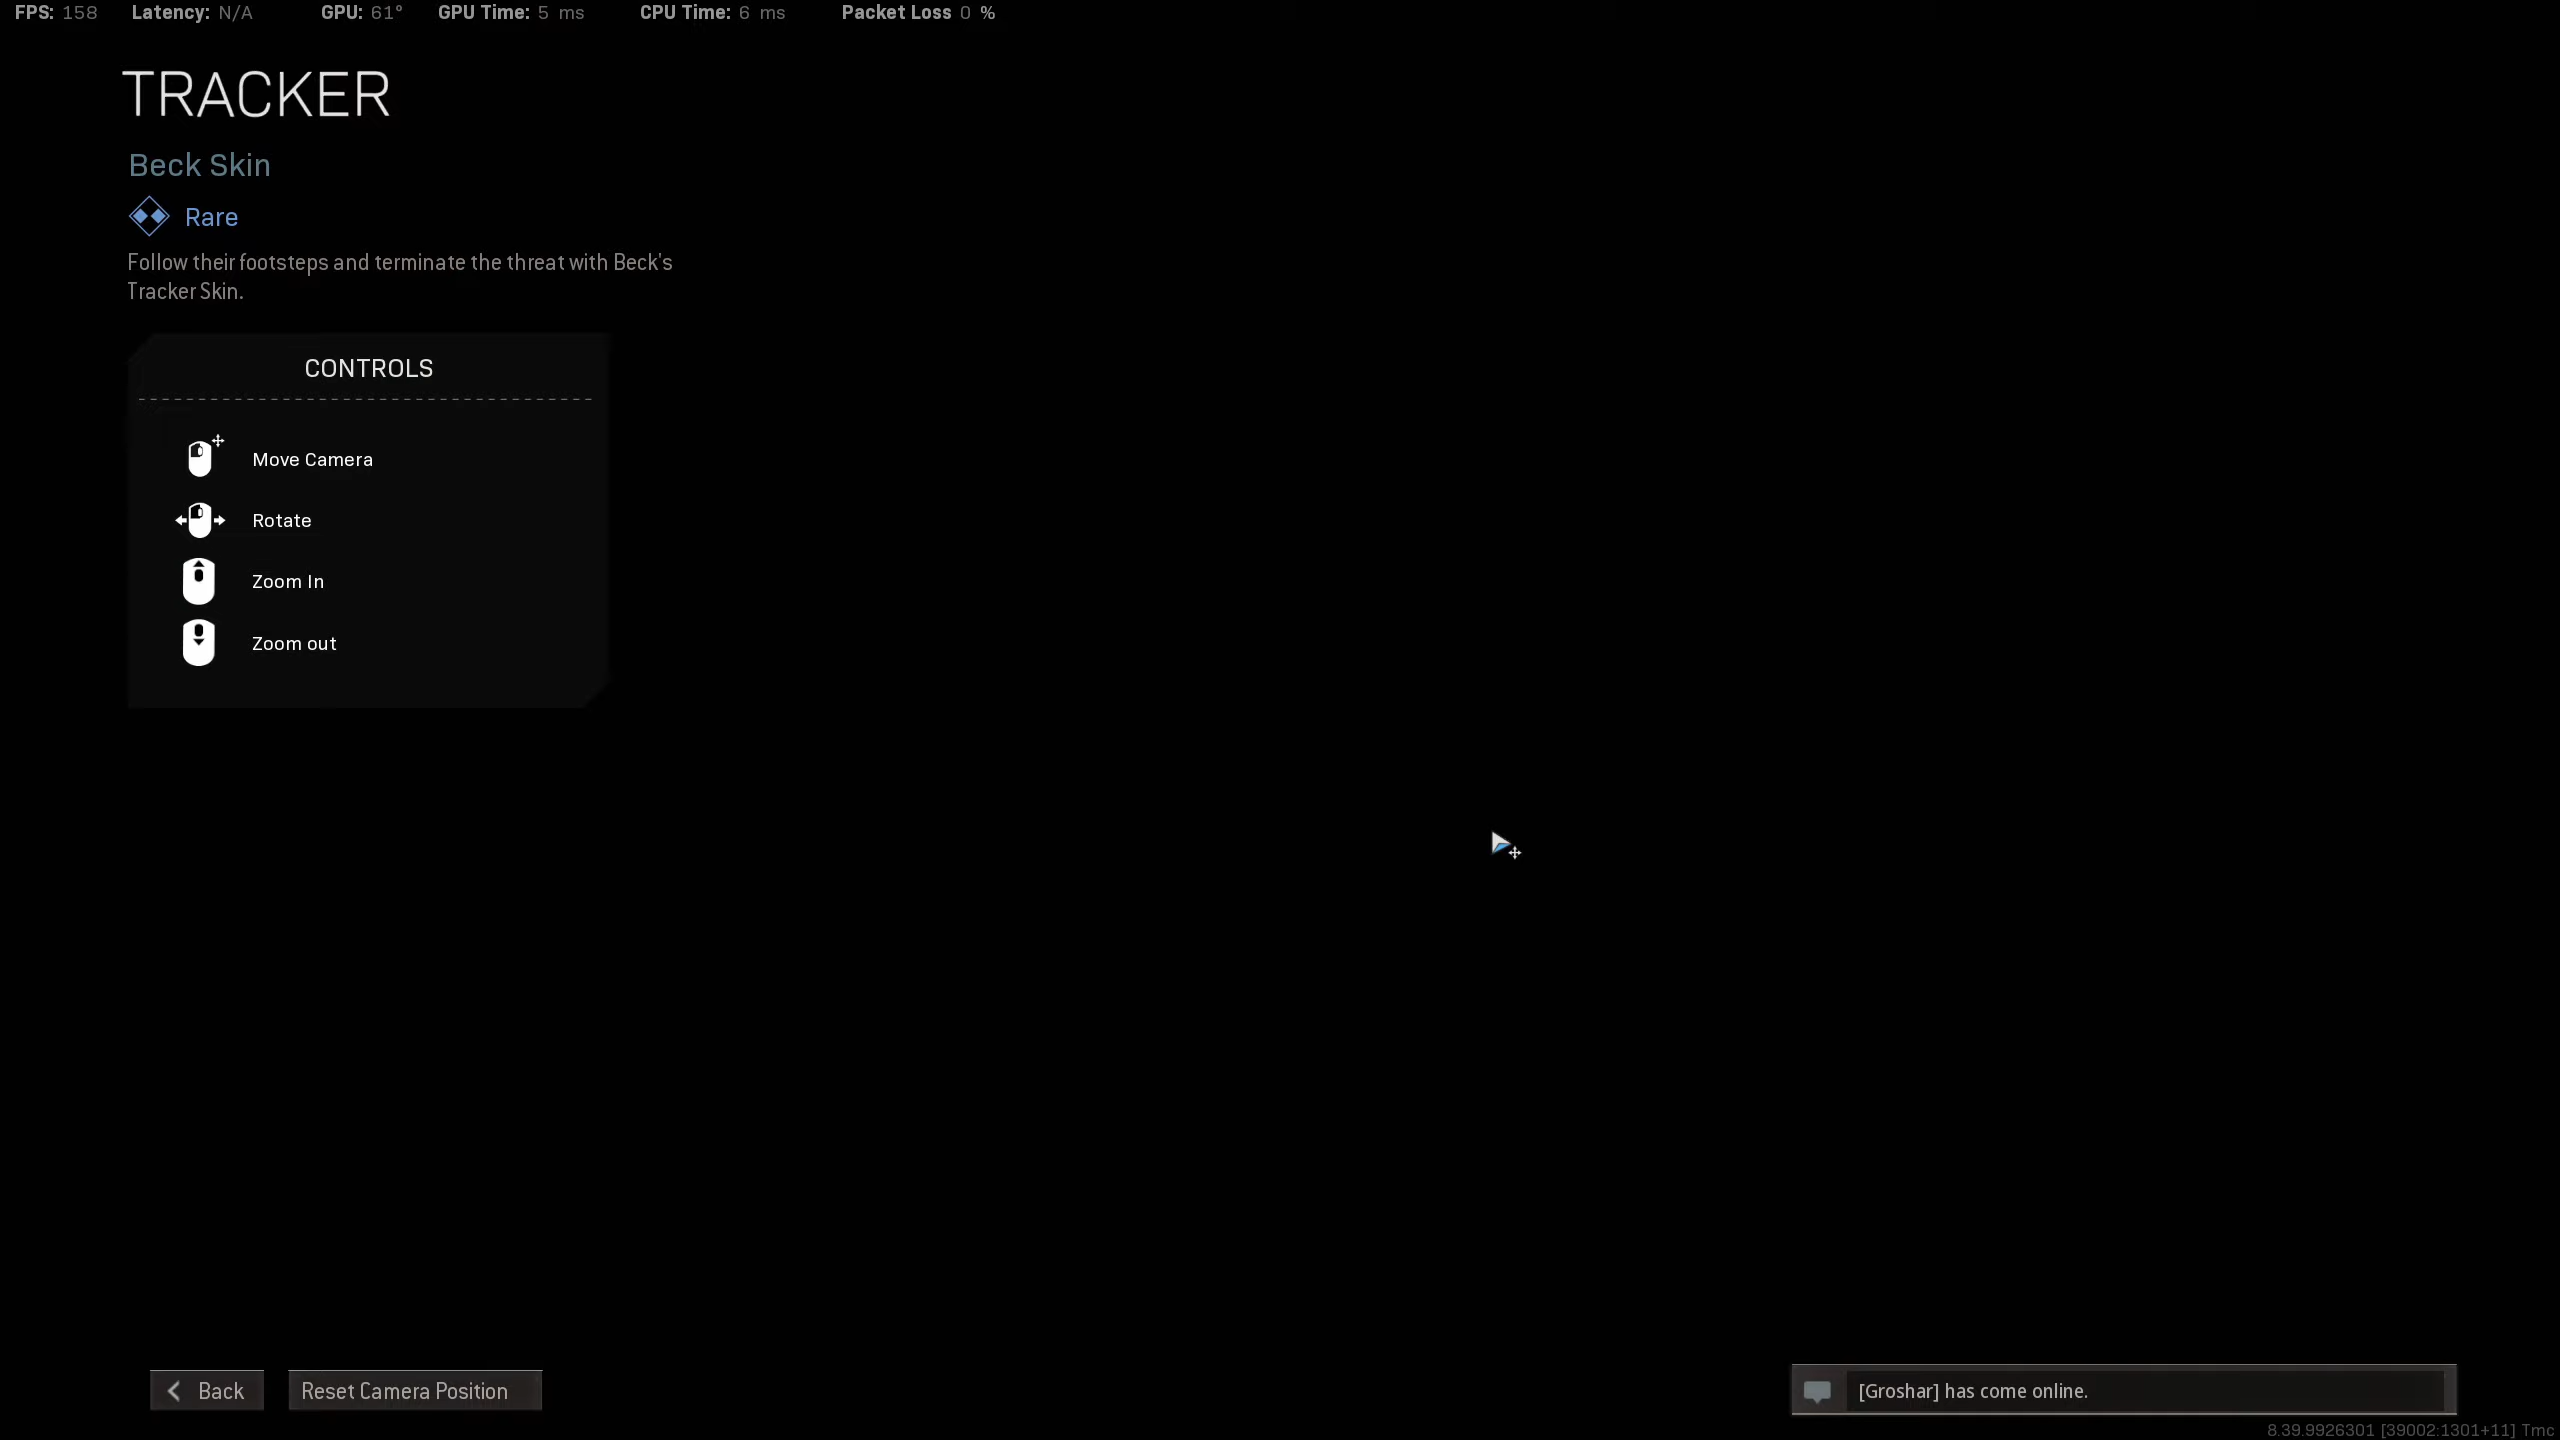 FPS: 158 Latency: N/A GPU: 61° GPU Time: 5 ms CPU Time: 6 ms Packet Loss 0 %
TRACKER
Beck Skin
Rare
Follow their footsteps and terminate the threat with Beck's
Tracker Skin.
CONTROLS
Move Camera
Rotate
Zoom In
Zoom out
Back
Reset Camera Position
[Groshar] has come online.
8.39.9926301 [39002:1301+11] Tmc